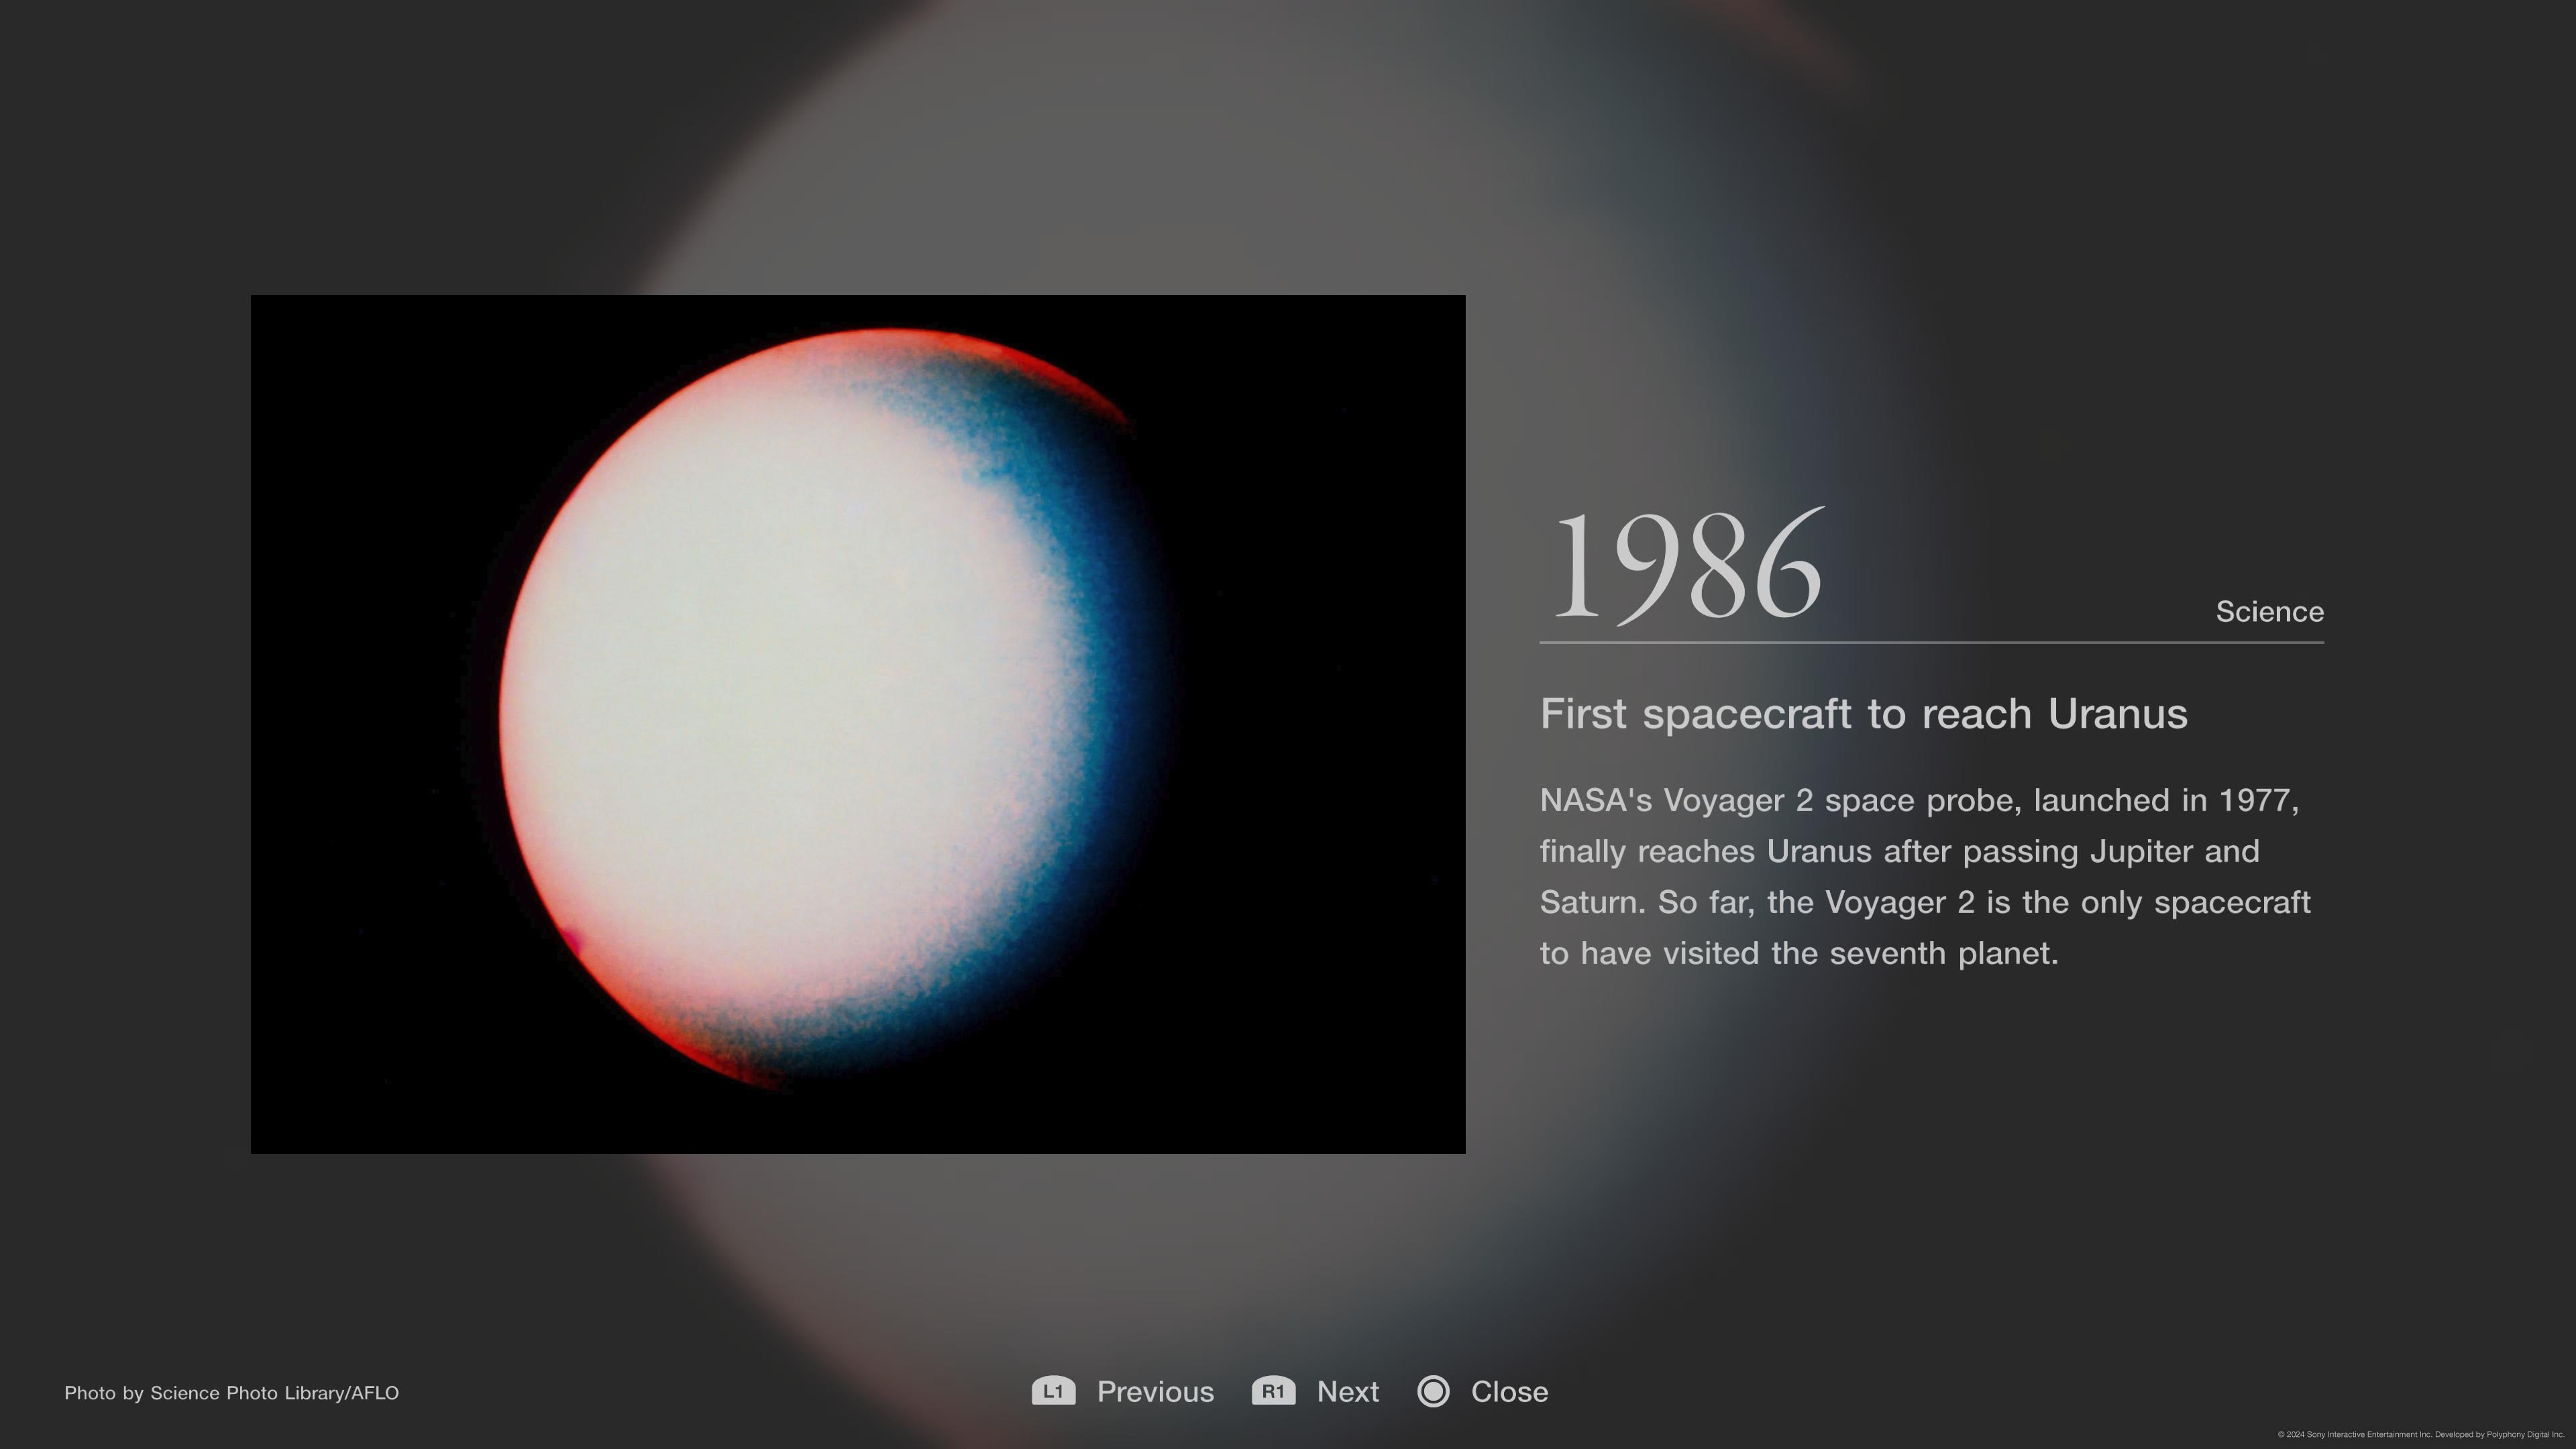 1986
Science
First spacecraft to reach Uranus
NASA's Voyager 2 space probe, launched in 1977,
finally reaches Uranus after passing Jupiter and
Saturn. So far, the Voyager 2 is the only spacecraft
to have visited the seventh planet.
Photo by Science Photo Library/AFLO
L1 Previous R1 Next Close
© 2024 Sony Interactive Entertainment Inc. Developed by Polyphony Digital Inc.